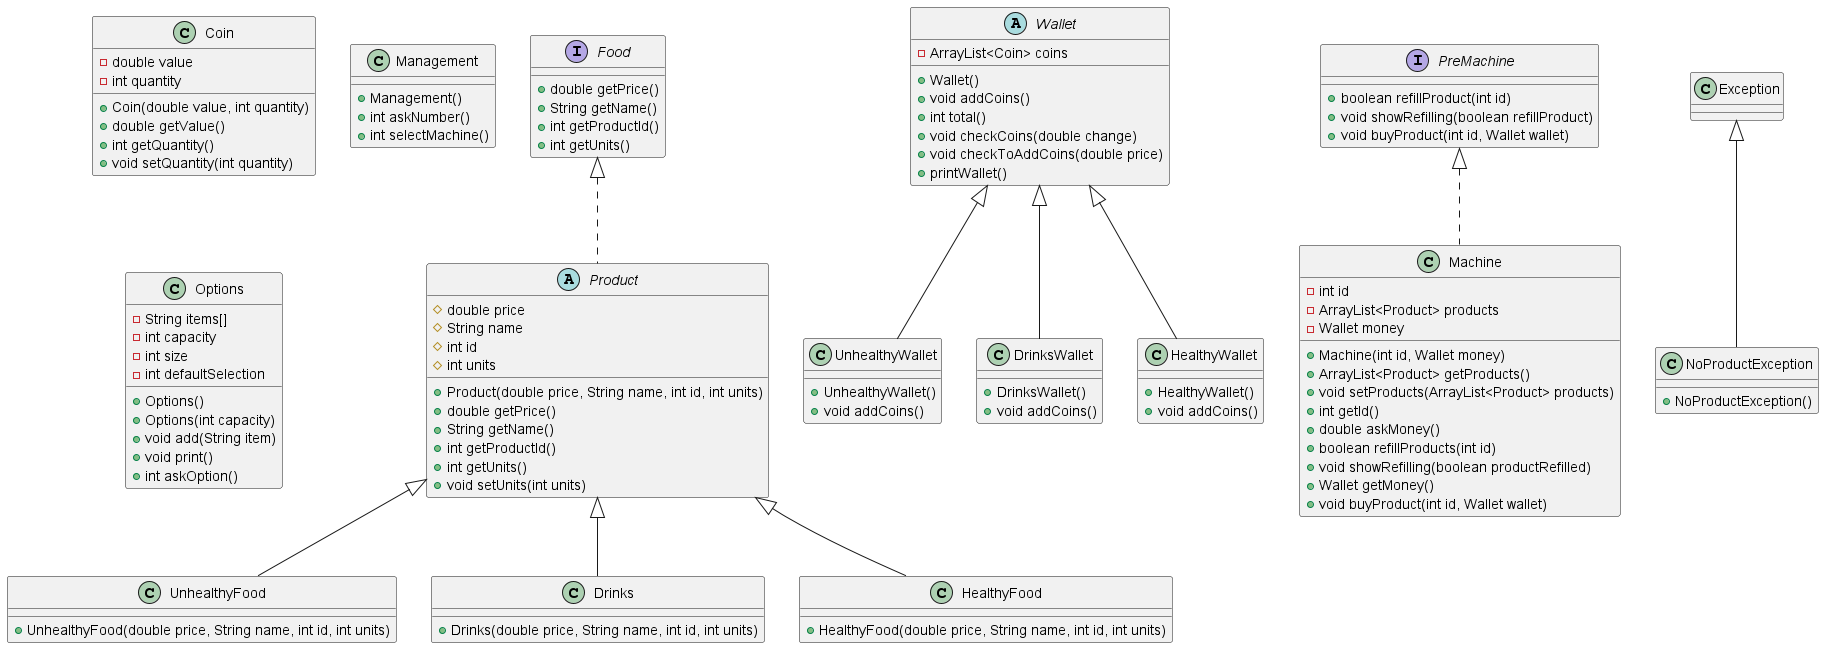 C Coin
double value
int quantity
Coin(double value, int quantity)
double getValue()
int getQuantity()
void setQuantity(int quantity)
C Management
Management()
int askNumber()
int selectMachine()
I Food
double getPrice()
String getName()
int getProductId()
int getUnits()
A Wallet
ArrayList<Coin> coins
Wallet()
void addCoins()
int total()
void checkCoins(double change)
void checkToAddCoins(double price)
printWallet()
I PreMachine
boolean refillProduct(int id)
void showRefilling(boolean refillProduct)
void buyProduct(int id, Wallet wallet)
C Exception
C Options
String items[]
int capacity
int size
int defaultSelection
Options()
Options(int capacity)
void add(String item)
void print()
int askOption()
A Product
double price
String name
int id
int units
Product(double price, String name, int id, int units)
double getPrice()
String getName()
int getProductId()
int getUnits()
void setUnits(int units)
C UnhealthyWallet
UnhealthyWallet()
void addCoins()
C DrinksWallet
DrinksWallet()
void addCoins()
C HealthyWallet
HealthyWallet()
void addCoins()
C Machine
int id
ArrayList<Product> products
Wallet money
Machine(int id, Wallet money)
ArrayList<Product> getProducts()
void setProducts(ArrayList<Product> products)
int getId()
double askMoney()
boolean refillProducts(int id)
void showRefilling(boolean productRefilled)
Wallet getMoney()
void buyProduct(int id, Wallet wallet)
C NoProductException
NoProductException()
C UnhealthyFood
UnhealthyFood(double price, String name, int id, int units)
C Drinks
Drinks(double price, String name, int id, int units)
C HealthyFood
HealthyFood(double price, String name, int id, int units)